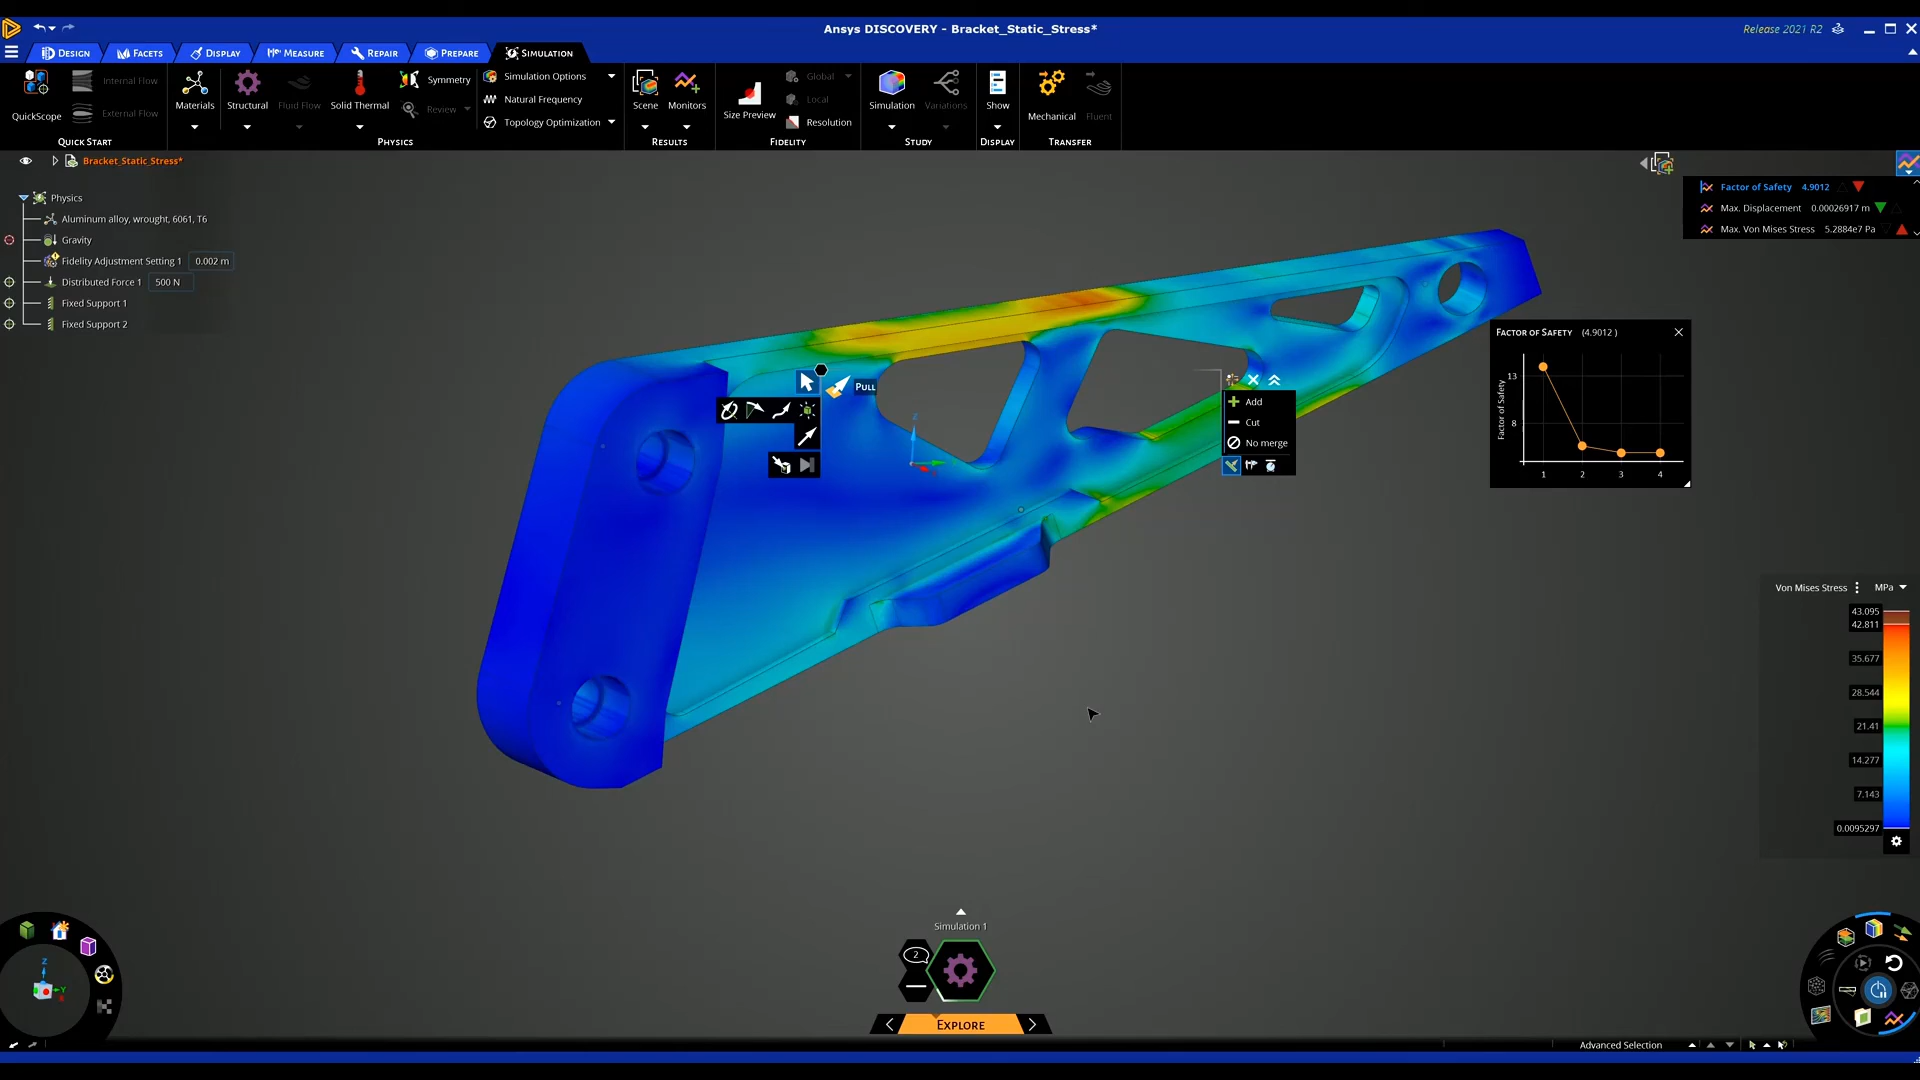 Ansys DISCOVERY - Bracket_Static_Stress*
Release 2021 R2
DESIGN
FACETS
DISPLAY
MEASURE
REPAIR
PREPARE
SIMULATION
QuickScope
Internal Flow
External Flow
QUICK START
Materials
Structural
Fluid Flow
Solid Thermal
Symmetry
Review
Simulation Options
Natural Frequency
Topology Optimization
PHYSICS
Scene
Monitors
RESULTS
Size Preview
Global
Local
Resolution
FIDELITY
Simulation
Variations
STUDY
Show
DISPLAY
Mechanical
Fluent
TRANSFER
Bracket_Static_Stress*
Physics
Aluminum alloy, wrought, 6061, T6
Gravity
Fidelity Adjustment Setting 1 0.002 m
Distributed Force 1 500 N
Fixed Support 1
Fixed Support 2
Factor of Safety 4.9012
Max. Displacement 0.00026917 m
Max. Von Mises Stress 5.2884e7 Pa
FACTOR OF SAFETY (4.9012 )
Factor of Safety
13
8
1 2 3 4
PULL
Add
Cut
No merge
Z
Von Mises Stress MPa
43.095
42.811
35.677
28.544
21.41
14.277
7.143
0.0095297
Simulation 1
2
EXPLORE
Z
Y
X
Advanced Selection